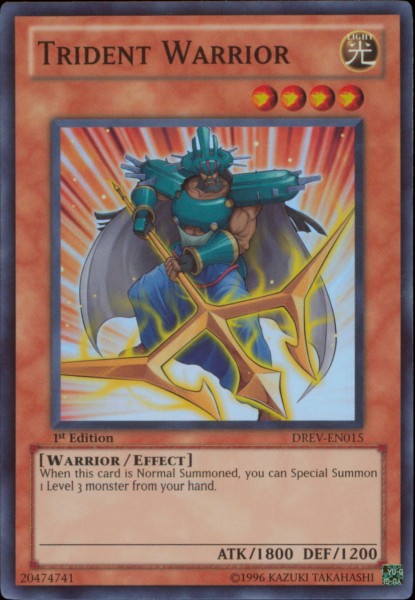 TRIDENT WARRIOR
LIGHT
光
1st Edition
DREV-EN015
[WARRIOR / EFFECT]
When this card is Normal Summoned, you can Special Summon
1 Level 3 monster from your hand.
ATK/1800 DEF/1200
20474741
©1996 KAZUKI TAKAHASHI